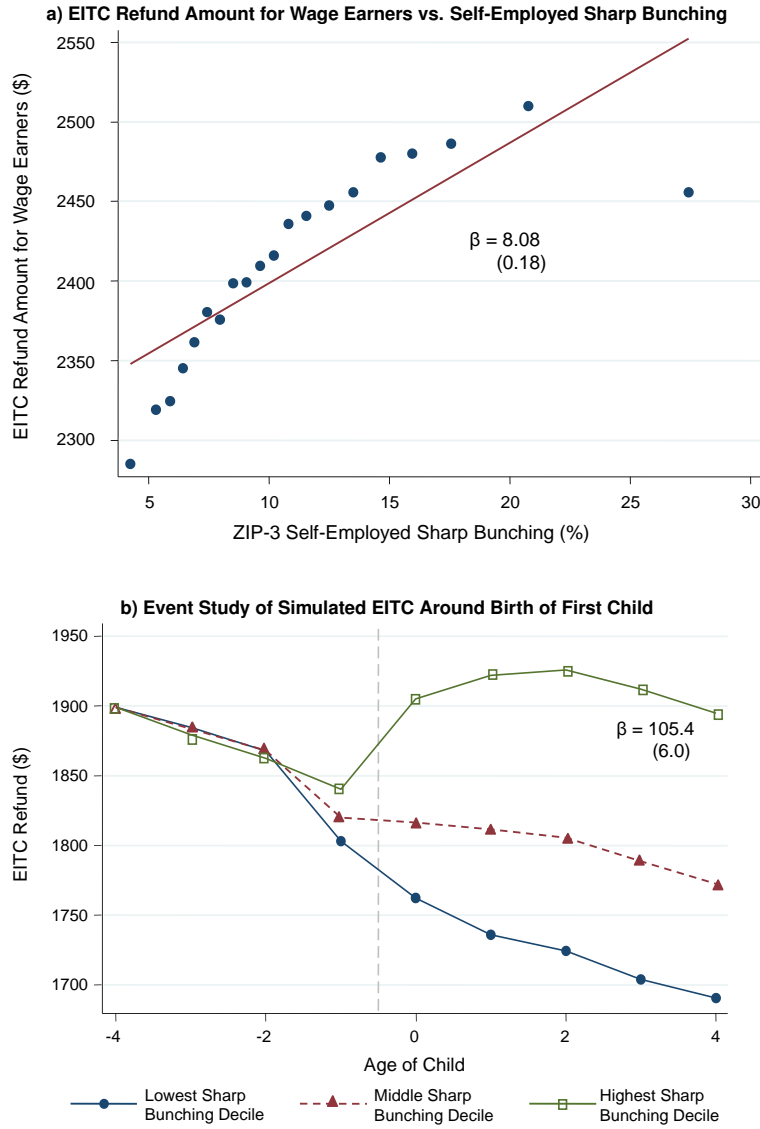 a) EITC Refund Amount for Wage Earners vs. Self-Employed Sharp Bunching
EITC Refund Amount for Wage Earners ($)
2550
2500
2450
2400
2350
2300
β = 8.08
(0.18)
5 10 15 20 25 30
ZIP-3 Self-Employed Sharp Bunching (%)
b) Event Study of Simulated EITC Around Birth of First Child
EITC Refund ($)
1950
1900
1850
1800
1750
1700
β = 105.4
(6.0)
-4 -2 0 2 4
Age of Child
Lowest Sharp
Bunching Decile
Middle Sharp
Bunching Decile
Highest Sharp
Bunching Decile